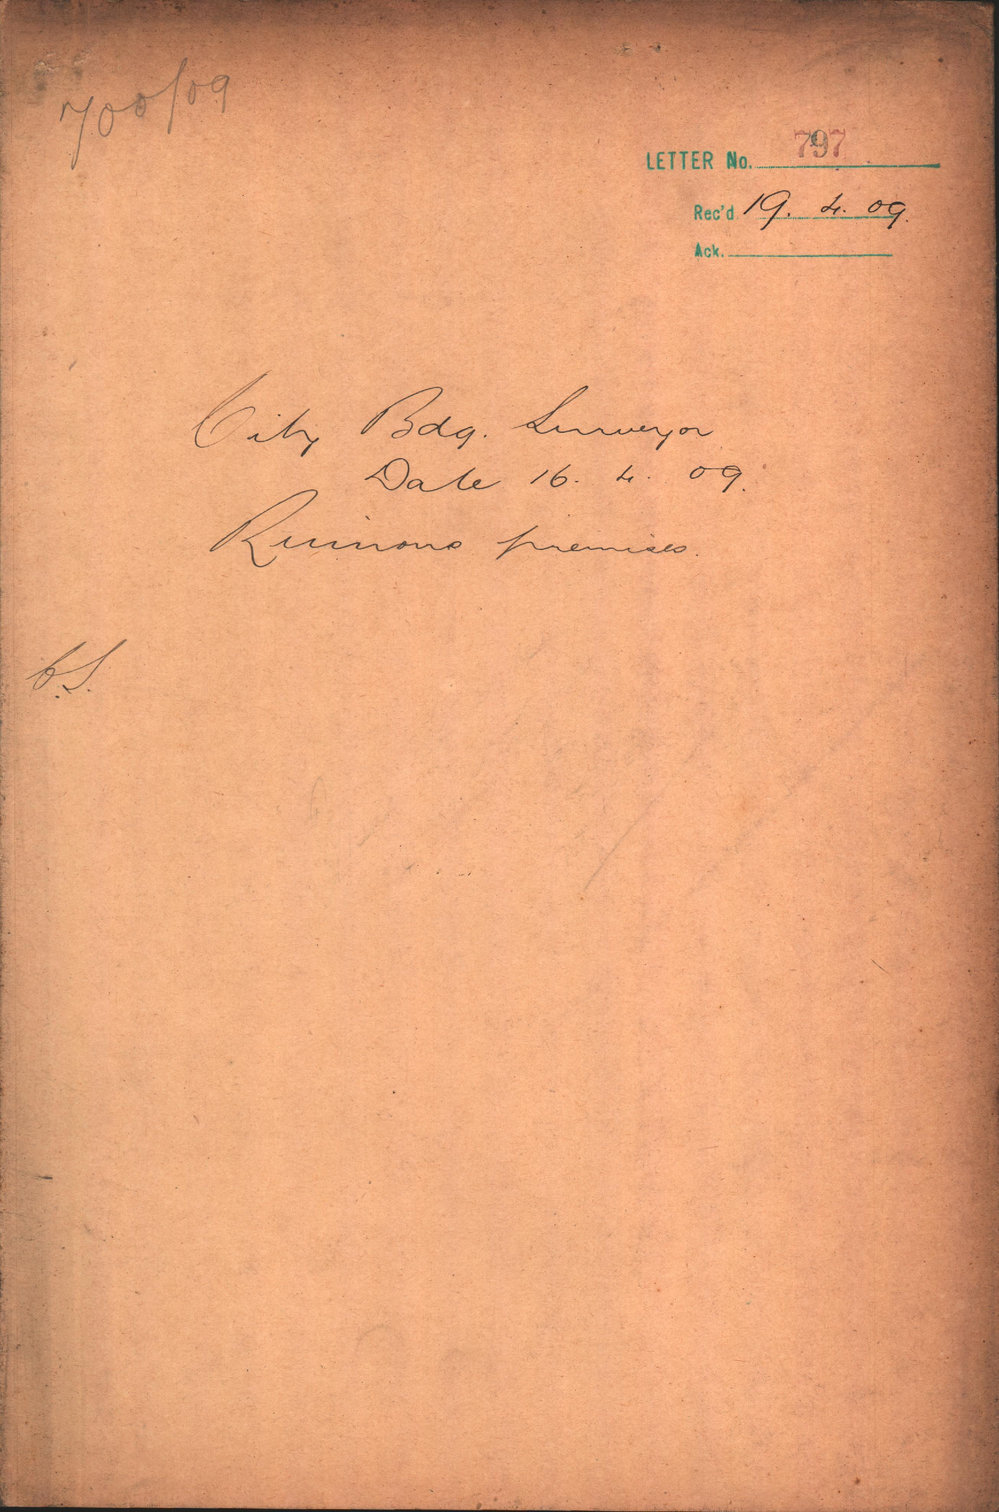 700/09
LETTER No. 797
Rec'd 19. 4. 09.
Ack.
City Bdg. Surveyor
Date 16. 4. 09.
Ruinous premises.
C.S.